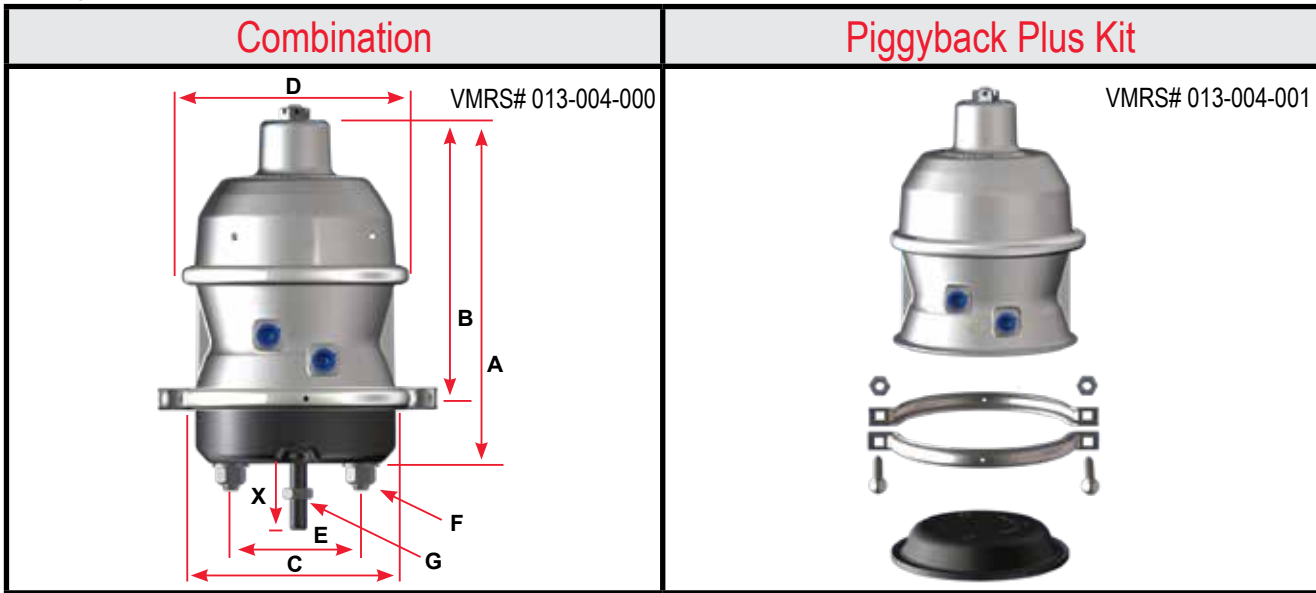 Combination
Piggyback Plus Kit
D
VMRS# 013-004-000
VMRS# 013-004-001
B
A
X
F
E
G
C